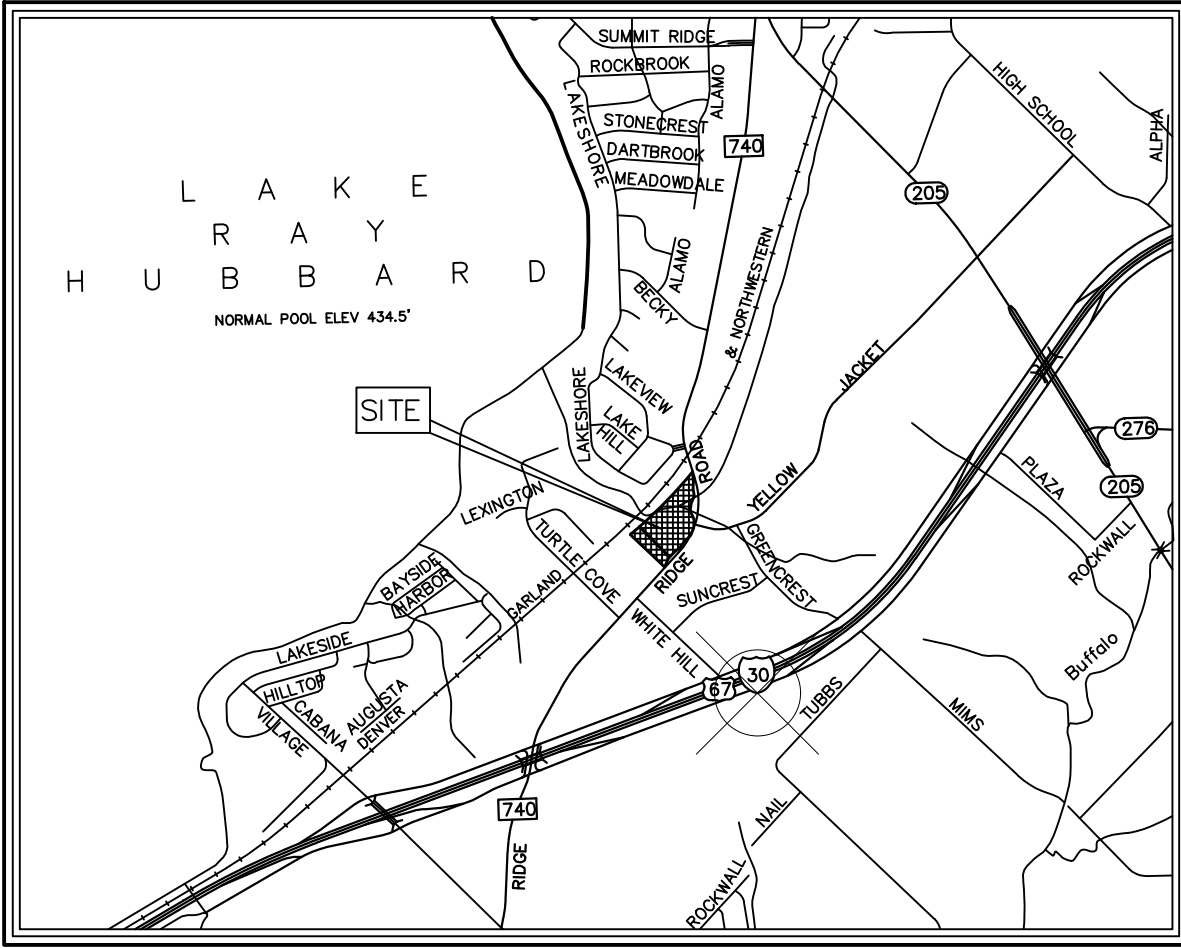 SUMMIT RIDGE
ROCKBROOK
ALAMO
LAKESHORE
STONECREST
DARTBROOK
MEADOWDALE
740
HIGH SCHOOL
ALPHA
205
L A K E
R A Y
H U B B A R D
NORMAL POOL ELEV 434.5'
ALAMO
BECKY
& NORTHWESTERN
JACKET
LAKEVIEW
LAKESHORE
LAKE
HILL
SITE
276
205
PLAZA
ROCKWALL
ROAD
YELLOW
LEXINGTON
TURTLE COVE
GREENCREST
BAYSIDE
HARBOR
GARLAND
RIDGE
SUNCREST
WHITE HILL
LAKESIDE
HILLTOP
CABANA
VILLAGE
AUGUSTA
DENVER
67
30
TUBBS
MIMS
Buffalo
740
RIDGE
NAIL
ROCKWALL